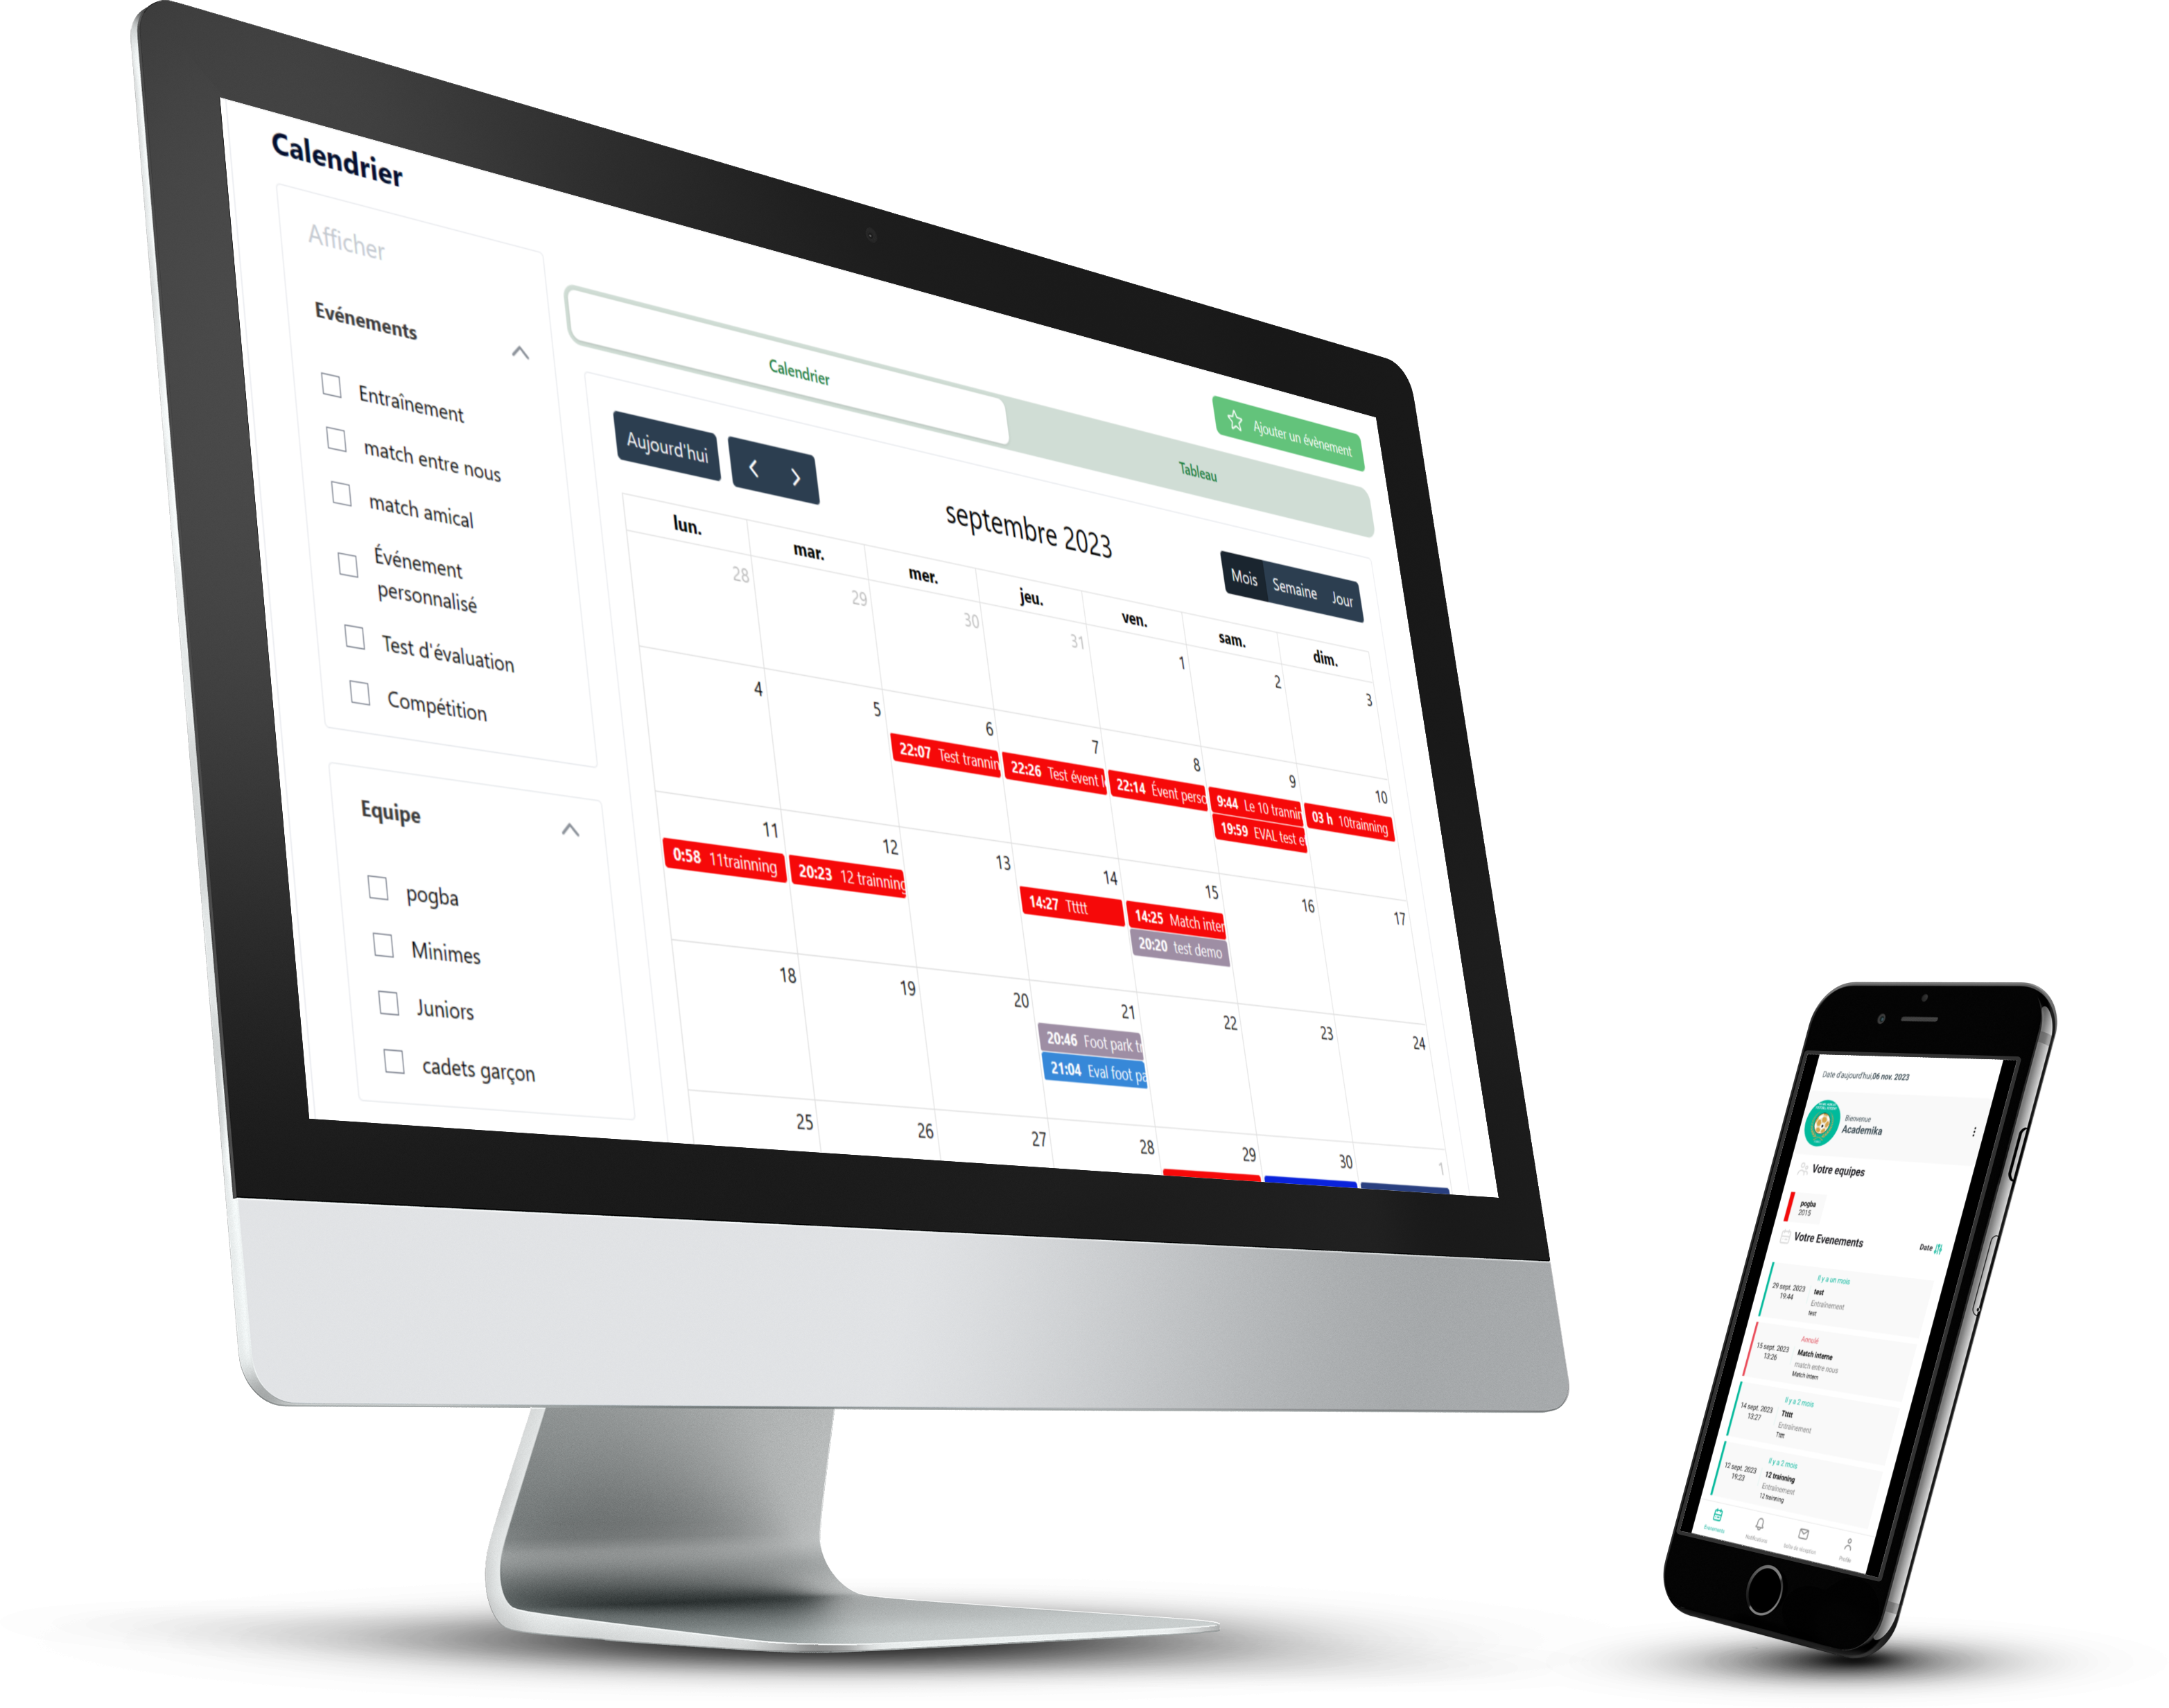 Calendrier
Afficher
Evénements
Entraînement
match entre nous
match amical
Événement
personnalisé
Test d'évaluation
Compétition
Equipe
pogba
Minimes
Juniors
cadets garçon
Ajouter un évènement
Calendrier
Tableau
Aujourd'hui
septembre 2023
Mois Semaine Jour
lun. mar. mer. jeu. ven. sam. dim.
28 29 30 31 1 2 3
4 5 6 7 8 9 10
22:07 Test trannin
22:26 Test évent l
22:14 Évent perso
9:44 Le 10 trannin
19:59 EVAL test e
03 h 10trainning
11 12 13 14 15 16 17
0:58 11trainning
20:23 12 trainning
14:27 Ttttt
14:25 Match inter
20:20 test demo
18 19 20 21 22 23 24
20:46 Foot park tr
21:04 Eval foot pa
25 26 27 28 29 30 1
Date d'aujourd'hui,06 nov. 2023
Bienvenue
Academika
Votre equipes
pogba
2015
Votre Evenements
Date
Il y a un mois
29 sept. 2023
19:44
test
Entraînement
test
Annulé
15 sept. 2023
13:26
Match interne
match entre nous
Match intern
Il y a 2 mois
14 sept. 2023
13:27
Ttttt
Entraînement
Tttt
Il y a 2 mois
12 sept. 2023
19:23
12 trainning
Entraînement
12 trainning
Evenements
Notifications
Boîte de réception
Profile